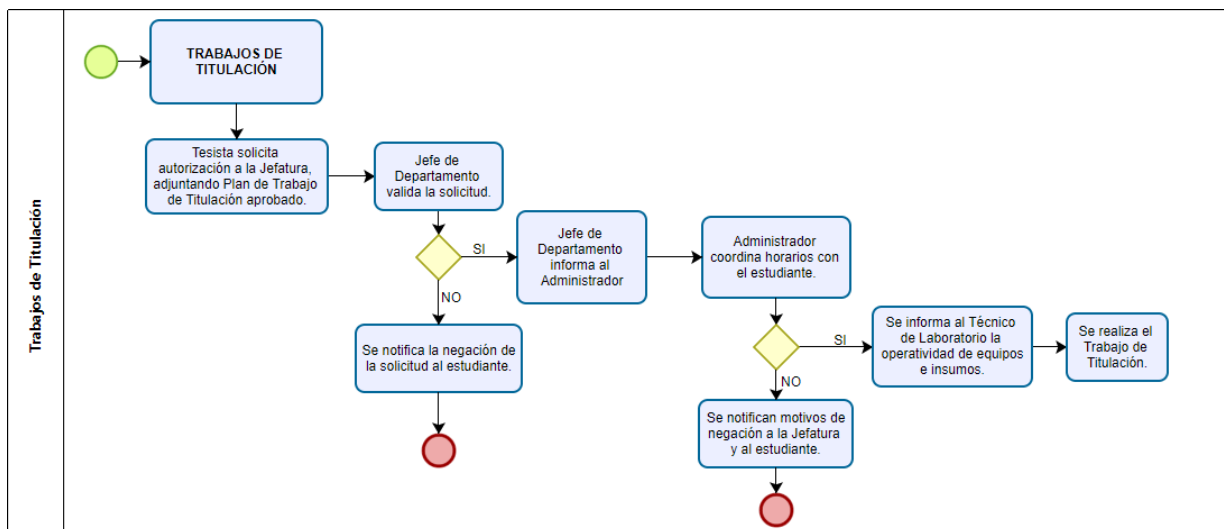 Trabajos de Titulación
TRABAJOS DE
TITULACIÓN
Tesista solicita
autorización a la Jefatura,
adjuntando Plan de Trabajo
de Titulación aprobado.
Jefe de
Departamento
valida la solicitud.
SI
NO
Se notifica la negación de
la solicitud al estudiante.
Jefe de
Departamento
informa al
Administrador
Administrador
coordina horarios con
el estudiante.
SI
NO
Se notifican motivos de
negación a la Jefatura
y al estudiante.
Se informa al Técnico
de Laboratorio la
operatividad de equipos
e insumos.
Se realiza el
Trabajo de
Titulación.